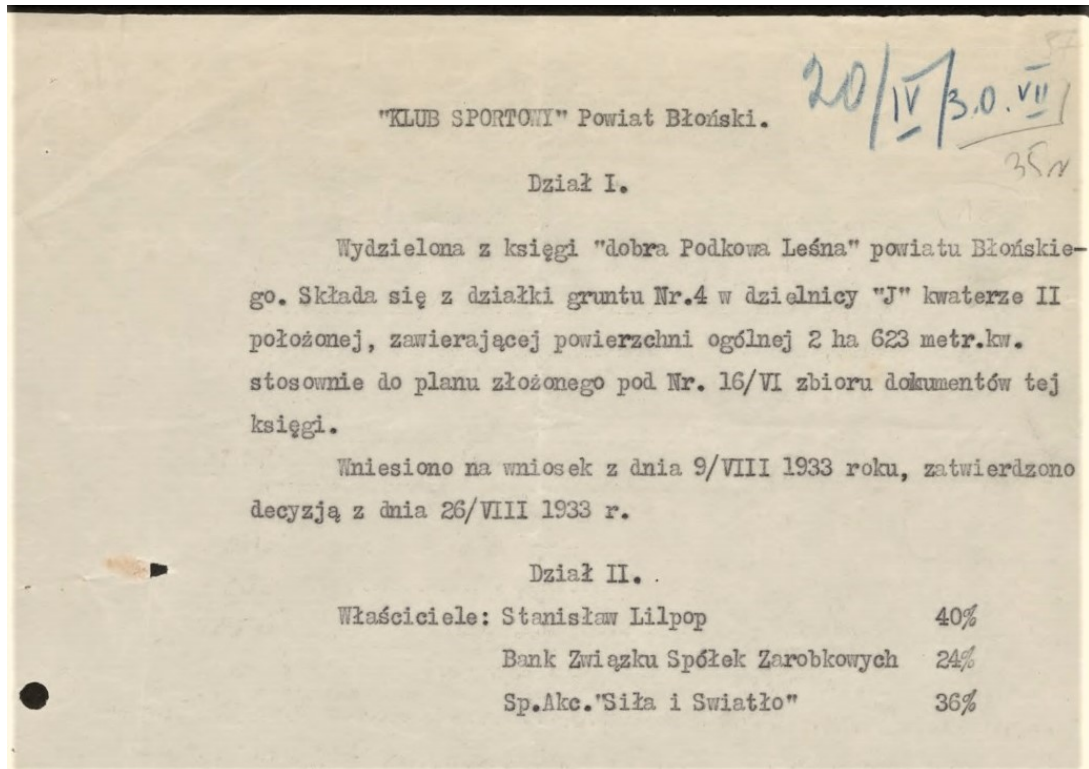 57
20/IV/30.VII
35 r
"KLUB SPORTOWY" Powiat Błoński.
Dział I.
Wydzielona z księgi "dobra Podkowa Leśna" powiatu Błońskie-
go. Składa się z działki gruntu Nr.4 w dzielnicy "J" kwaterze II
położonej, zawierającej powierzchni ogólnej 2 ha 623 metr.kw.
stosownie do planu złożonego pod Nr. 16/VI zbioru dokumentów tej
księgi.
Wniesiono na wniosek z dnia 9/VIII 1933 roku, zatwierdzono
decyzją z dnia 26/VIII 1933 r.
Dział II.
Właściciele: Stanisław Lilpop 40%
Bank Związku Spółek Zarobkowych 24%
Sp.Akc."Siła i Swiatło" 36%